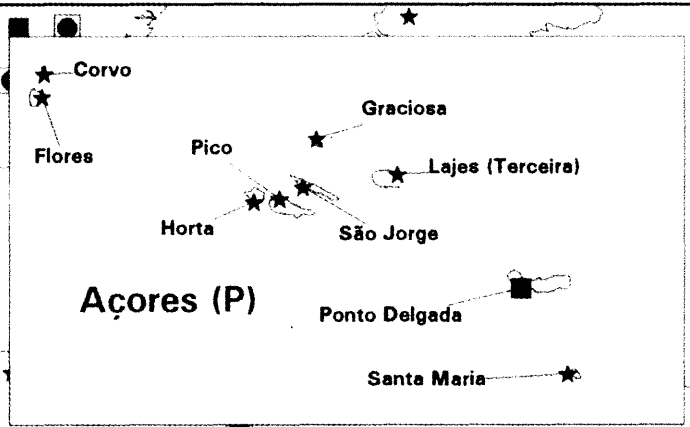 Corvo
Graciosa
Flores
Pico
Lajes (Terceira)
Horta
São Jorge
Açores (P)
Ponto Delgada
Santa Maria